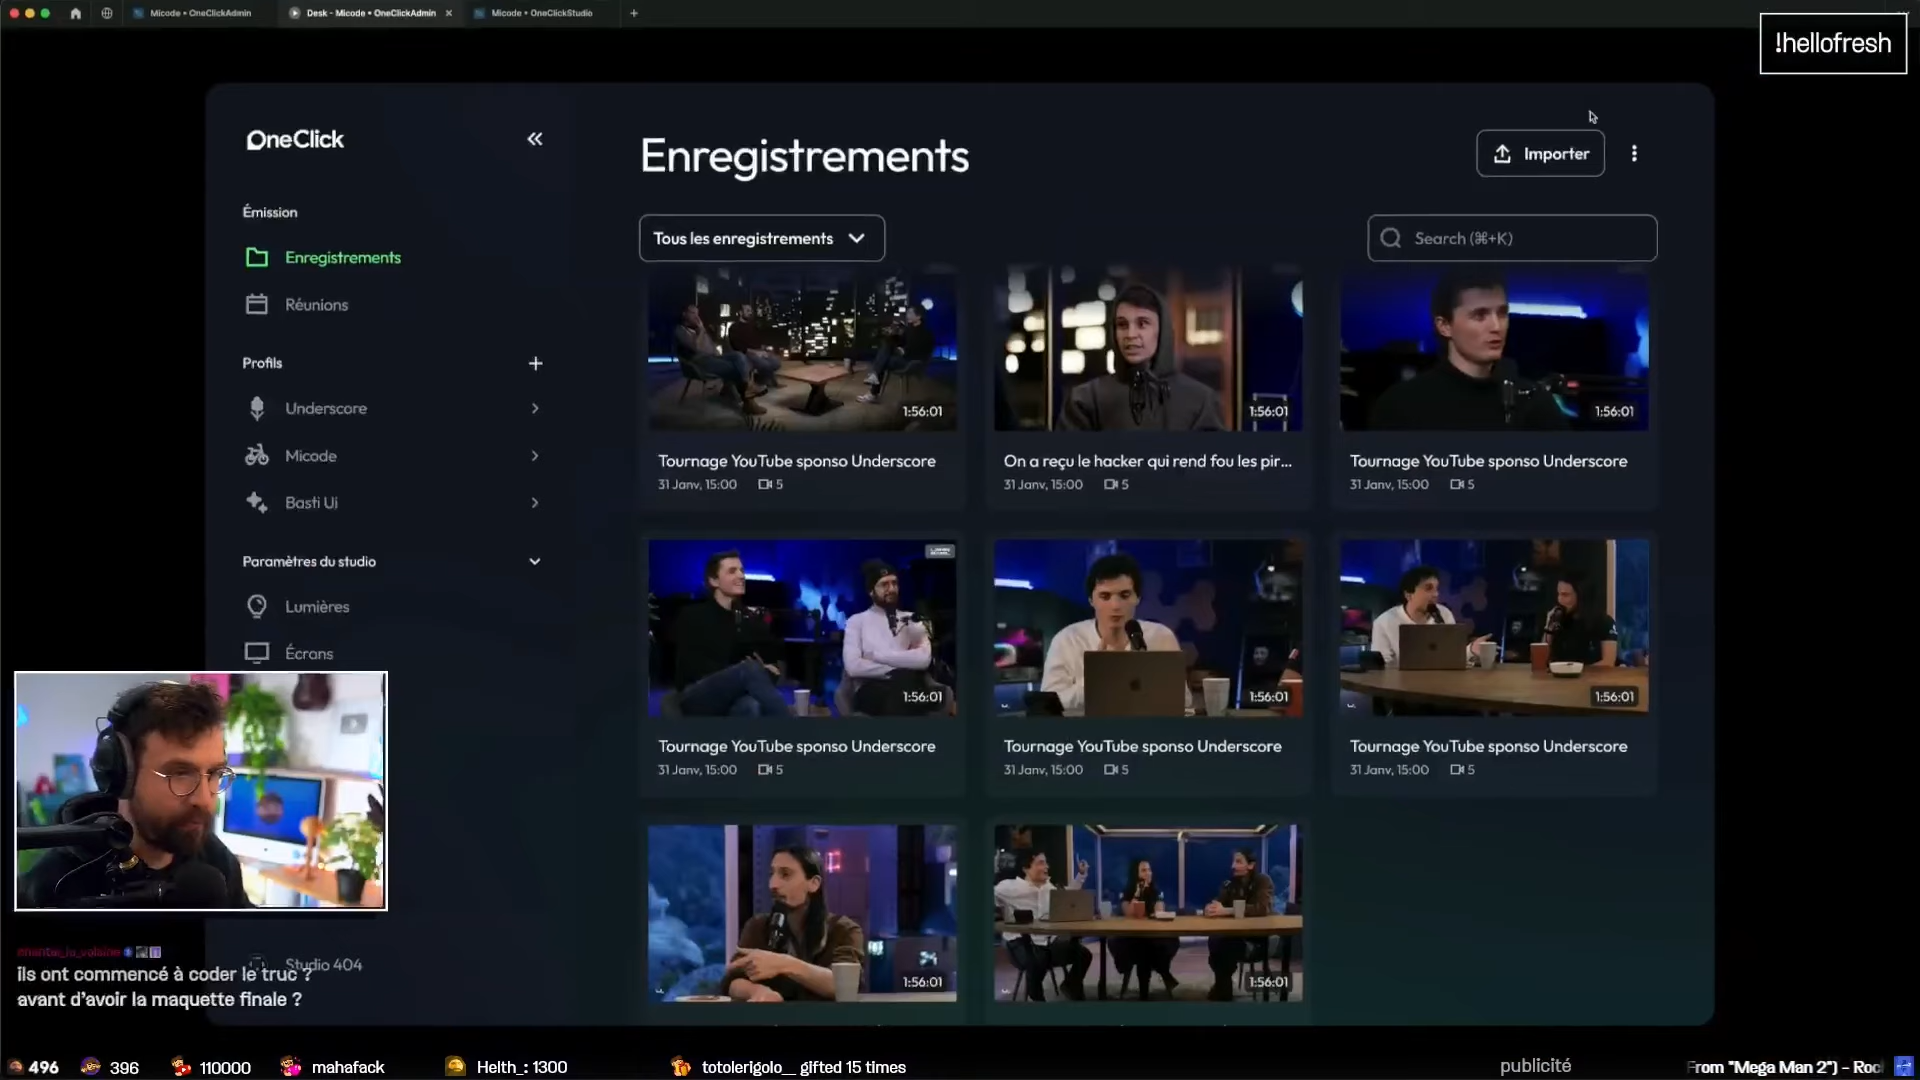 Micode • OneClickAdmin
Desk - Micode • OneClickAdmin
Micode • OneClickStudio
!hellofresh
OneClick
Enregistrements
Importer
Émission
Tous les enregistrements
Search (⌘+K)
Enregistrements
Réunions
Profils
Underscore
Micode
Basti Ui
Paramètres du studio
Lumières
Écrans
Studio 404
1:56:01
1:56:01
1:56:01
Tournage YouTube sponso Underscore
On a reçu le hacker qui rend fou les pir...
Tournage YouTube sponso Underscore
31 Janv, 15:00 5
31 Janv, 15:00 5
31 Janv, 15:00 5
1:56:01
1:56:01
1:56:01
Tournage YouTube sponso Underscore
Tournage YouTube sponso Underscore
Tournage YouTube sponso Underscore
31 Janv, 15:00 5
31 Janv, 15:00 5
31 Janv, 15:00 5
1:56:01
1:56:01
ils ont commencé à coder le truc ?
avant d'avoir la maquette finale ?
496
396
110000
mahafack
Helth_: 1300
totolerigolo__ gifted 15 times
publicité
From "Mega Man 2") - Roc